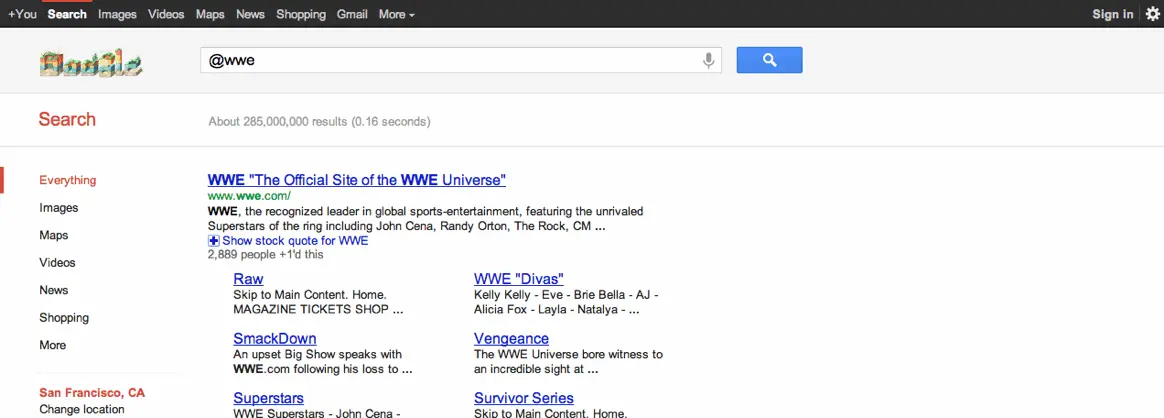 +You Search Images Videos Maps News Shopping Gmail More Sign in
Google
@wwe
Search About 285,000,000 results (0.16 seconds)
Everything
Images
Maps
Videos
News
Shopping
More
San Francisco, CA
Change location
WWE "The Official Site of the WWE Universe"
www.wwe.com/
WWE, the recognized leader in global sports-entertainment, featuring the unrivaled
Superstars of the ring including John Cena, Randy Orton, The Rock, CM ...
Show stock quote for WWE
2,889 people +1'd this
Raw
Skip to Main Content. Home.
MAGAZINE TICKETS SHOP ...
WWE "Divas"
Kelly Kelly - Eve - Brie Bella - AJ -
Alicia Fox - Layla - Natalya - ...
SmackDown
An upset Big Show speaks with
WWE.com following his loss to ...
Vengeance
The WWE Universe bore witness to
an incredible sight at ...
Superstars
WWE Superstars - John Cena -
Survivor Series
Skip to Main Content. Home.